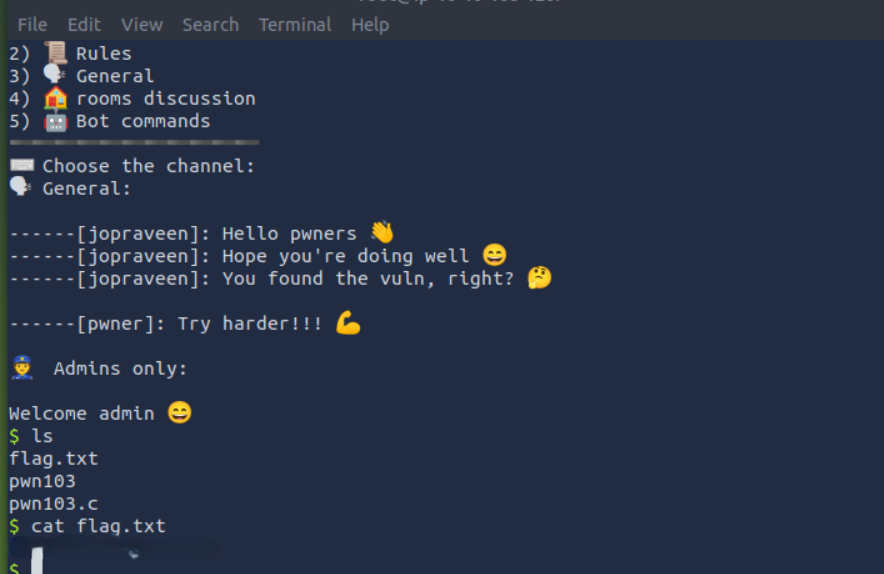 File Edit View Search Terminal Help
2) 📜 Rules
3) 🗣 General
4) 🏠 rooms discussion
5) 🤖 Bot commands
⌨ Choose the channel:
🗣 General:
------[jopraveen]: Hello pwners 👋
------[jopraveen]: Hope you're doing well 😄
------[jopraveen]: You found the vuln, right? 🤔
------[pwner]: Try harder!!! 💪
👮 Admins only:
Welcome admin 😄
$ ls
flag.txt
pwn103
pwn103.c
$ cat flag.txt
$